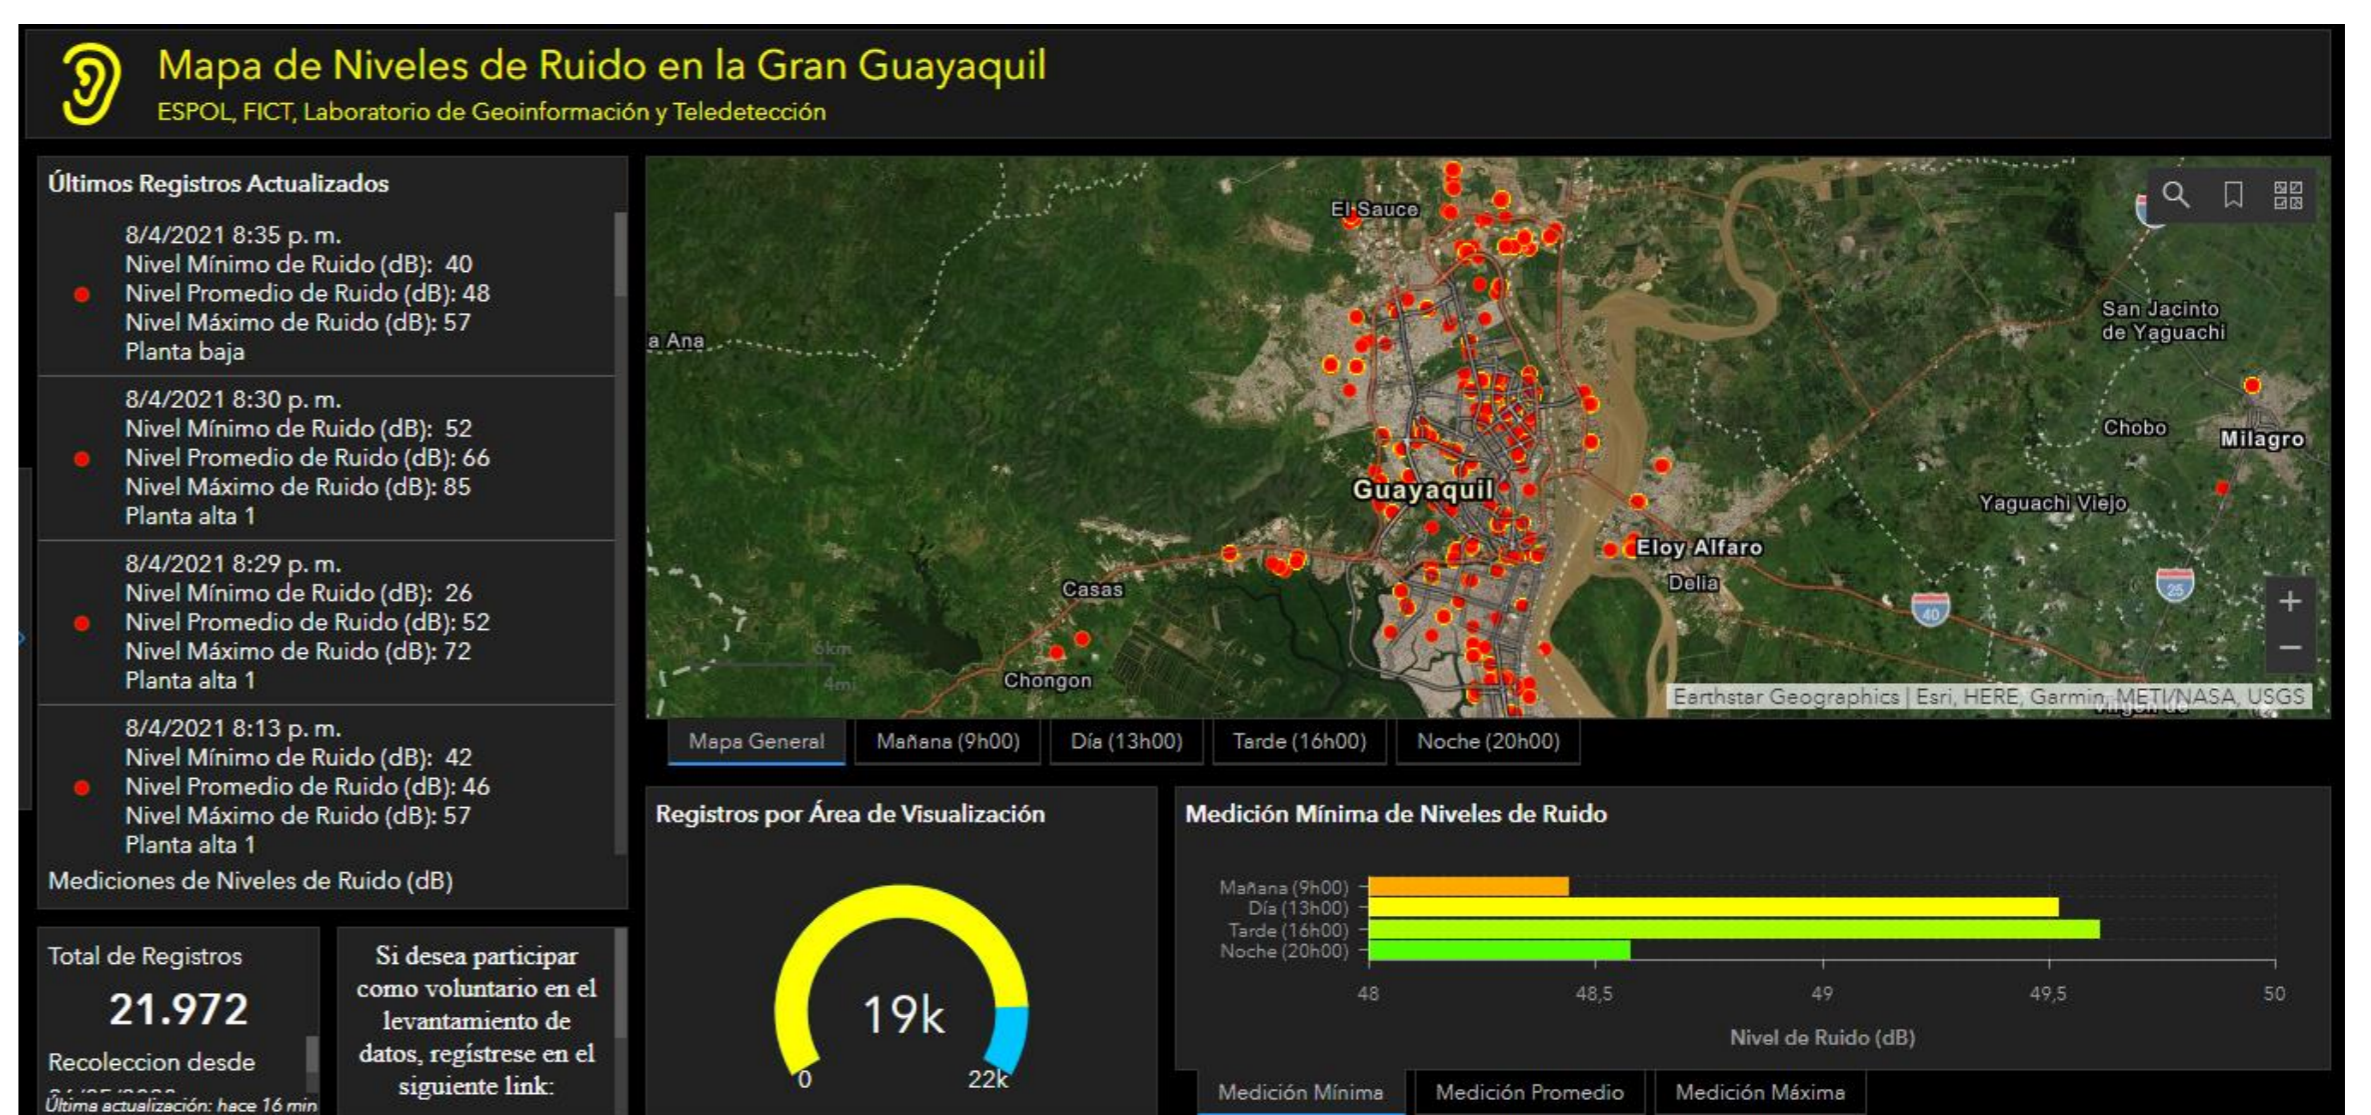 Mapa de Niveles de Ruido en la Gran Guayaquil
ESPOL, FICT, Laboratorio de Geoinformación y Teledetección
Últimos Registros Actualizados
8/4/2021 8:35 p. m.
Nivel Mínimo de Ruido (dB): 40
Nivel Promedio de Ruido (dB): 48
Nivel Máximo de Ruido (dB): 57
Planta baja
8/4/2021 8:30 p. m.
Nivel Mínimo de Ruido (dB): 52
Nivel Promedio de Ruido (dB): 66
Nivel Máximo de Ruido (dB): 85
Planta alta 1
8/4/2021 8:29 p. m.
Nivel Mínimo de Ruido (dB): 26
Nivel Promedio de Ruido (dB): 52
Nivel Máximo de Ruido (dB): 72
Planta alta 1
8/4/2021 8:13 p. m.
Nivel Mínimo de Ruido (dB): 42
Nivel Promedio de Ruido (dB): 46
Nivel Máximo de Ruido (dB): 57
Planta alta 1
Mediciones de Niveles de Ruido (dB)
Total de Registros
21.972
Recoleccion desde
Última actualización: hace 16 min
Si desea participar
como voluntario en el
levantamiento de
datos, regístrese en el
siguiente link:
El Sauce
a Ana
San Jacinto
de Yaguachi
Chobo
Milagro
Guayaquil
Yaguachi Viejo
Eloy Alfaro
Delia
Casas
25
40
6km
4mi
Chongon
Earthstar Geographics | Esri, HERE, Garmin, METI/NASA, USGS
Mapa General
Mañana (9h00)
Día (13h00)
Tarde (16h00)
Noche (20h00)
Registros por Área de Visualización
19k
0
22k
Medición Mínima de Niveles de Ruido
Mañana (9h00)
Día (13h00)
Tarde (16h00)
Noche (20h00)
48
48,5
49
49,5
50
Nivel de Ruido (dB)
Medición Mínima
Medición Promedio
Medición Máxima